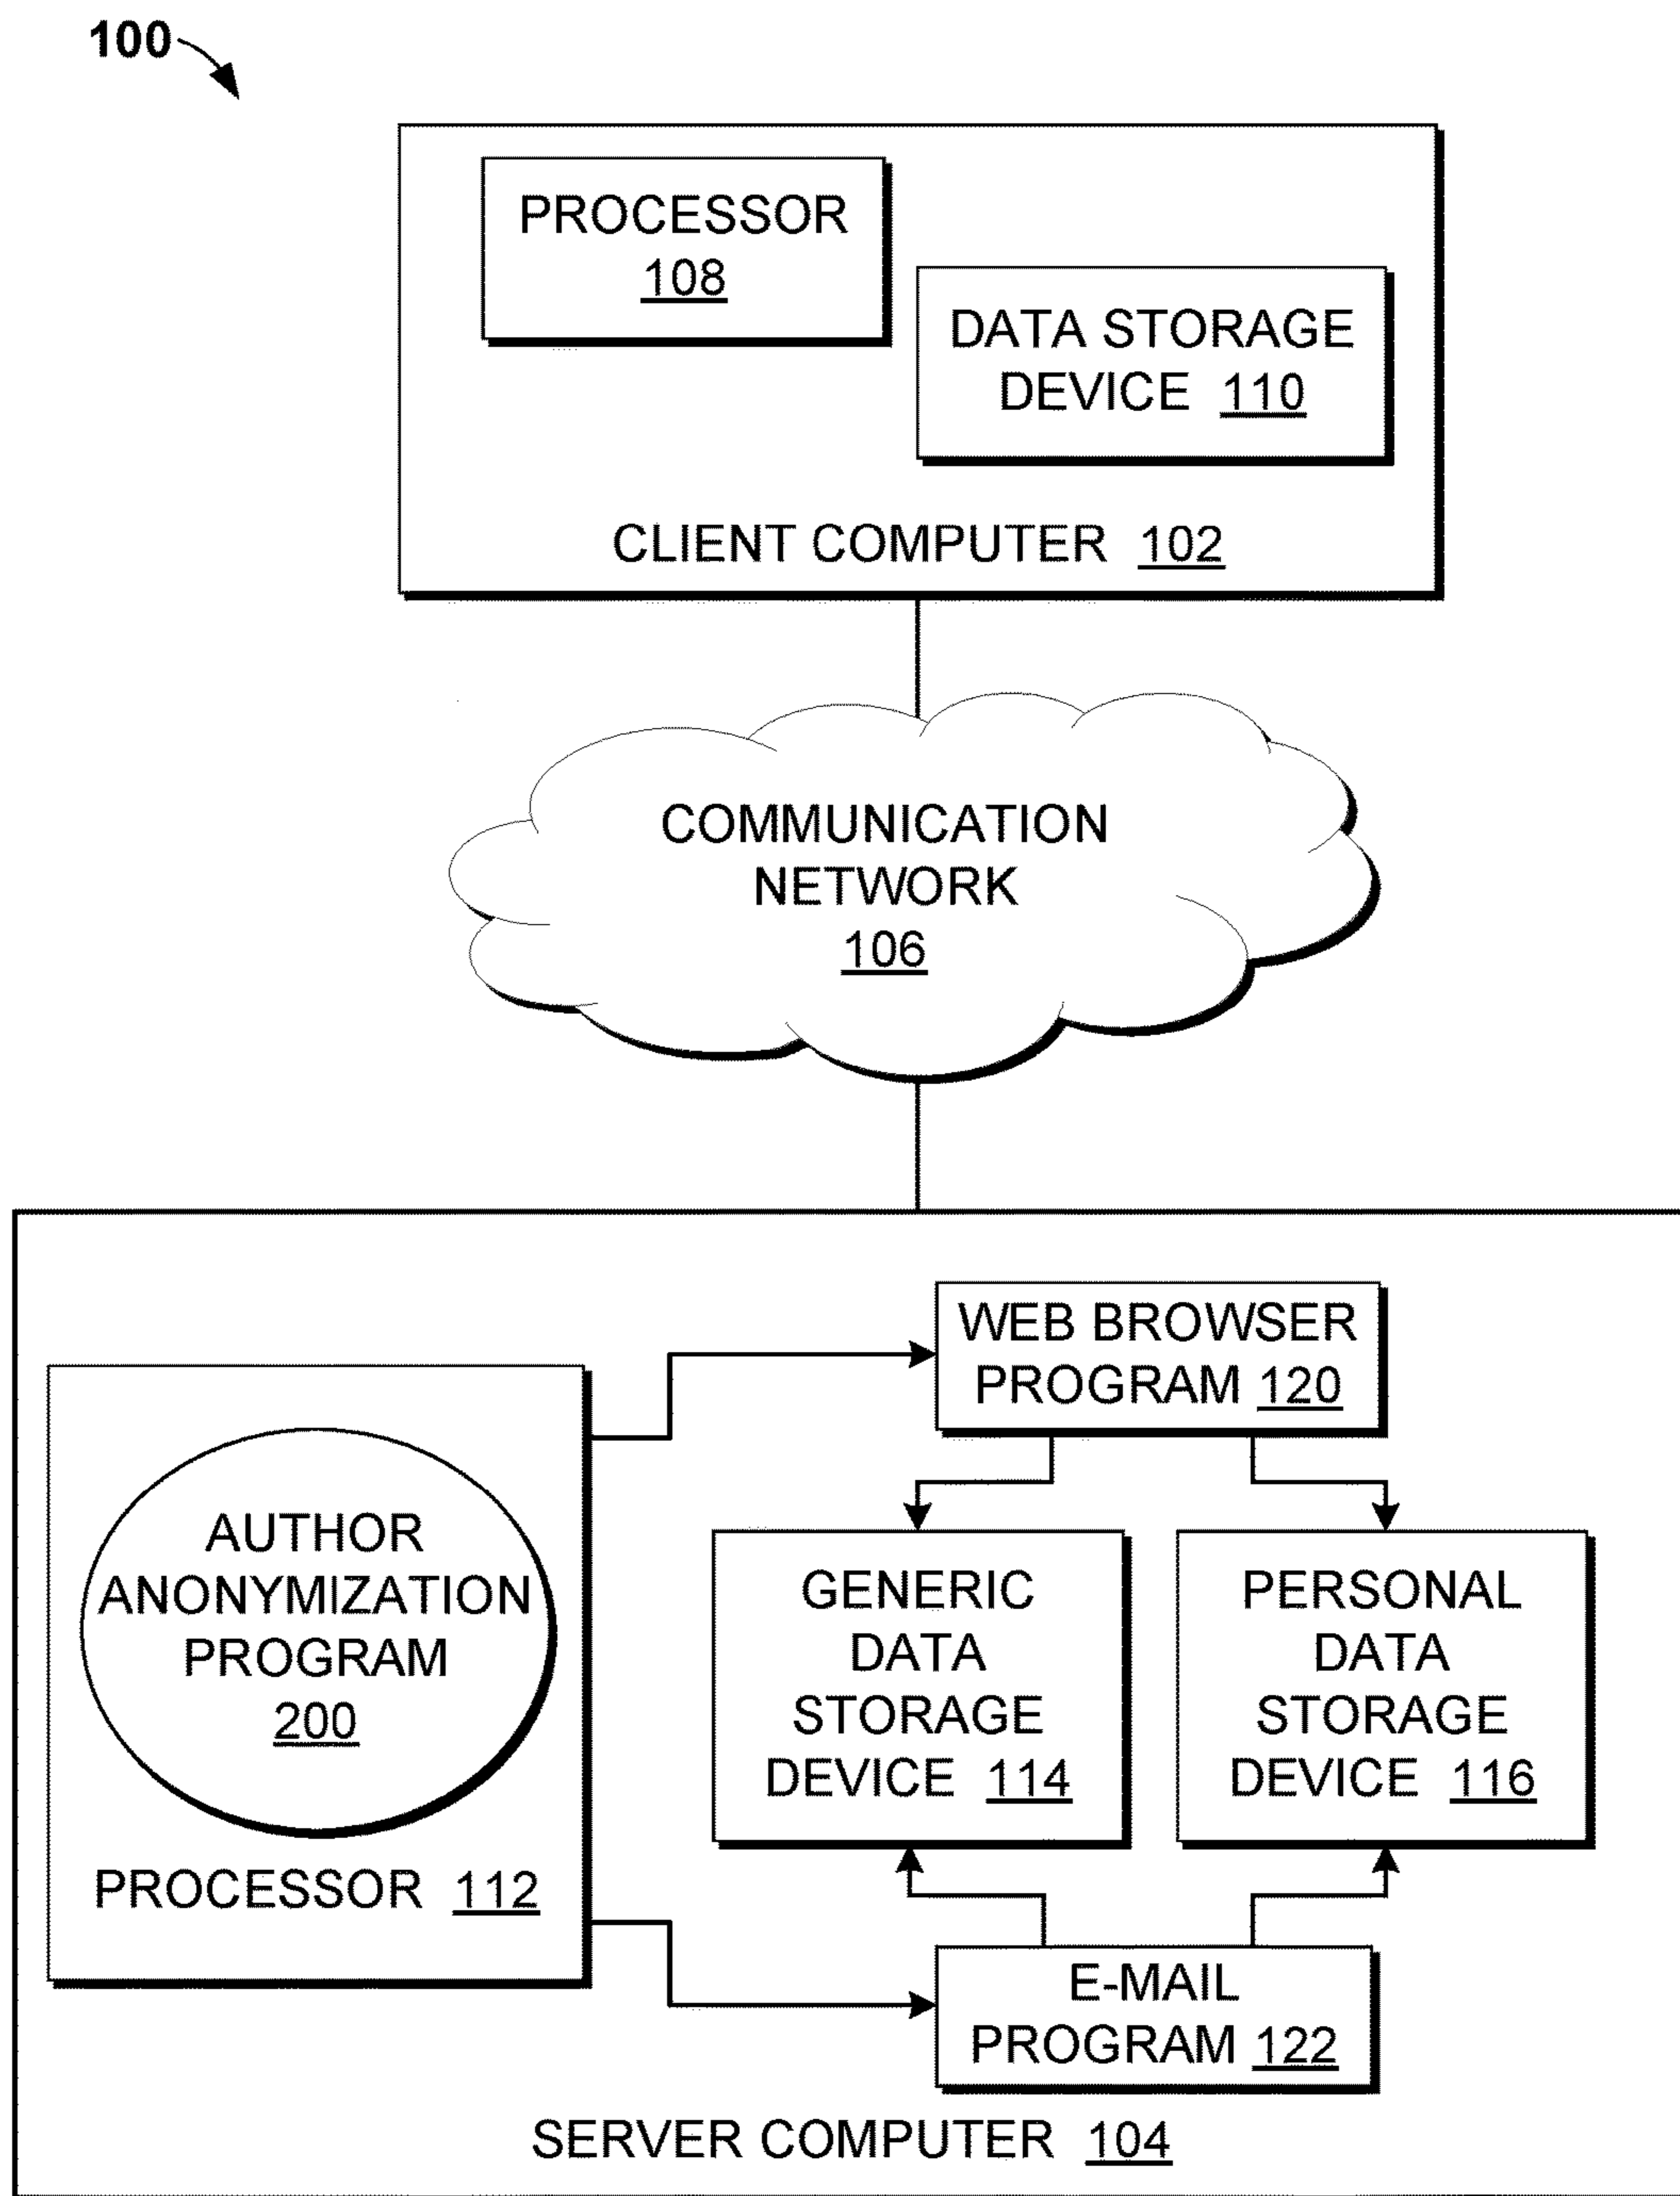 100
PROCESSOR
108
DATA STORAGE
DEVICE 110
CLIENT COMPUTER 102
COMMUNICATION
NETWORK
106
WEB BROWSER
PROGRAM 120
AUTHOR
ANONYMIZATION
PROGRAM
200
PROCESSOR 112
GENERIC
DATA
STORAGE
DEVICE 114
PERSONAL
DATA
STORAGE
DEVICE 116
E-MAIL
PROGRAM 122
SERVER COMPUTER 104